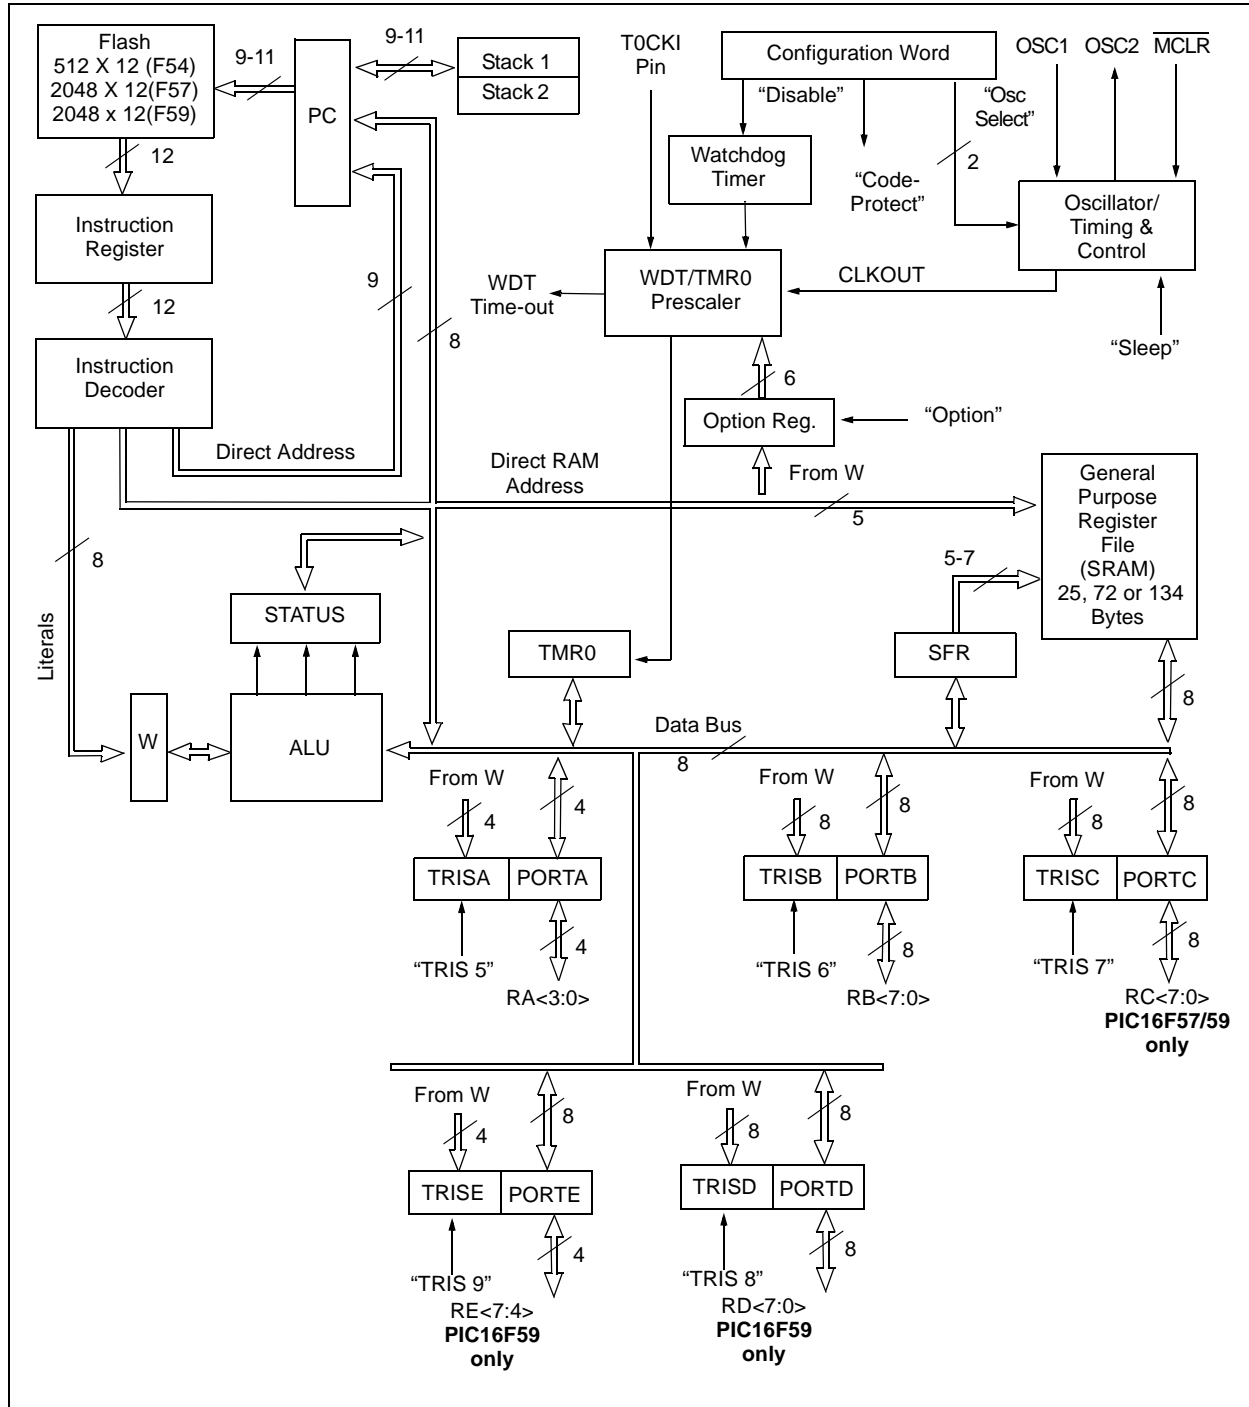 Flash
512 X 12 (F54)
2048 X 12(F57)
2048 x 12(F59)
9-11
PC
9-11
Stack 1
Stack 2
T0CKI
Pin
Configuration Word
OSC1
OSC2
MCLR
“Disable”
“Osc
Select”
12
Watchdog
Timer
2
“Code-
Protect”
Oscillator/
Timing &
Control
Instruction
Register
9
WDT
Time-out
WDT/TMR0
Prescaler
CLKOUT
12
8
“Sleep”
Instruction
Decoder
6
Option Reg.
“Option”
Direct Address
Direct RAM
Address
From W
5
General
Purpose
Register
File
(SRAM)
25, 72 or 134
Bytes
8
5-7
Literals
STATUS
TMR0
SFR
8
W
ALU
Data Bus
8
From W
4
4
From W
8
8
From W
8
8
TRISA
PORTA
TRISB
PORTB
TRISC
PORTC
4
8
8
“TRIS 5”
“TRIS 6”
“TRIS 7”
RA<3:0>
RB<7:0>
RC<7:0>
PIC16F57/59
only
From W
4
8
From W
8
8
TRISE
PORTE
TRISD
PORTD
4
8
“TRIS 9”
“TRIS 8”
RE<7:4>
PIC16F59
only
RD<7:0>
PIC16F59
only